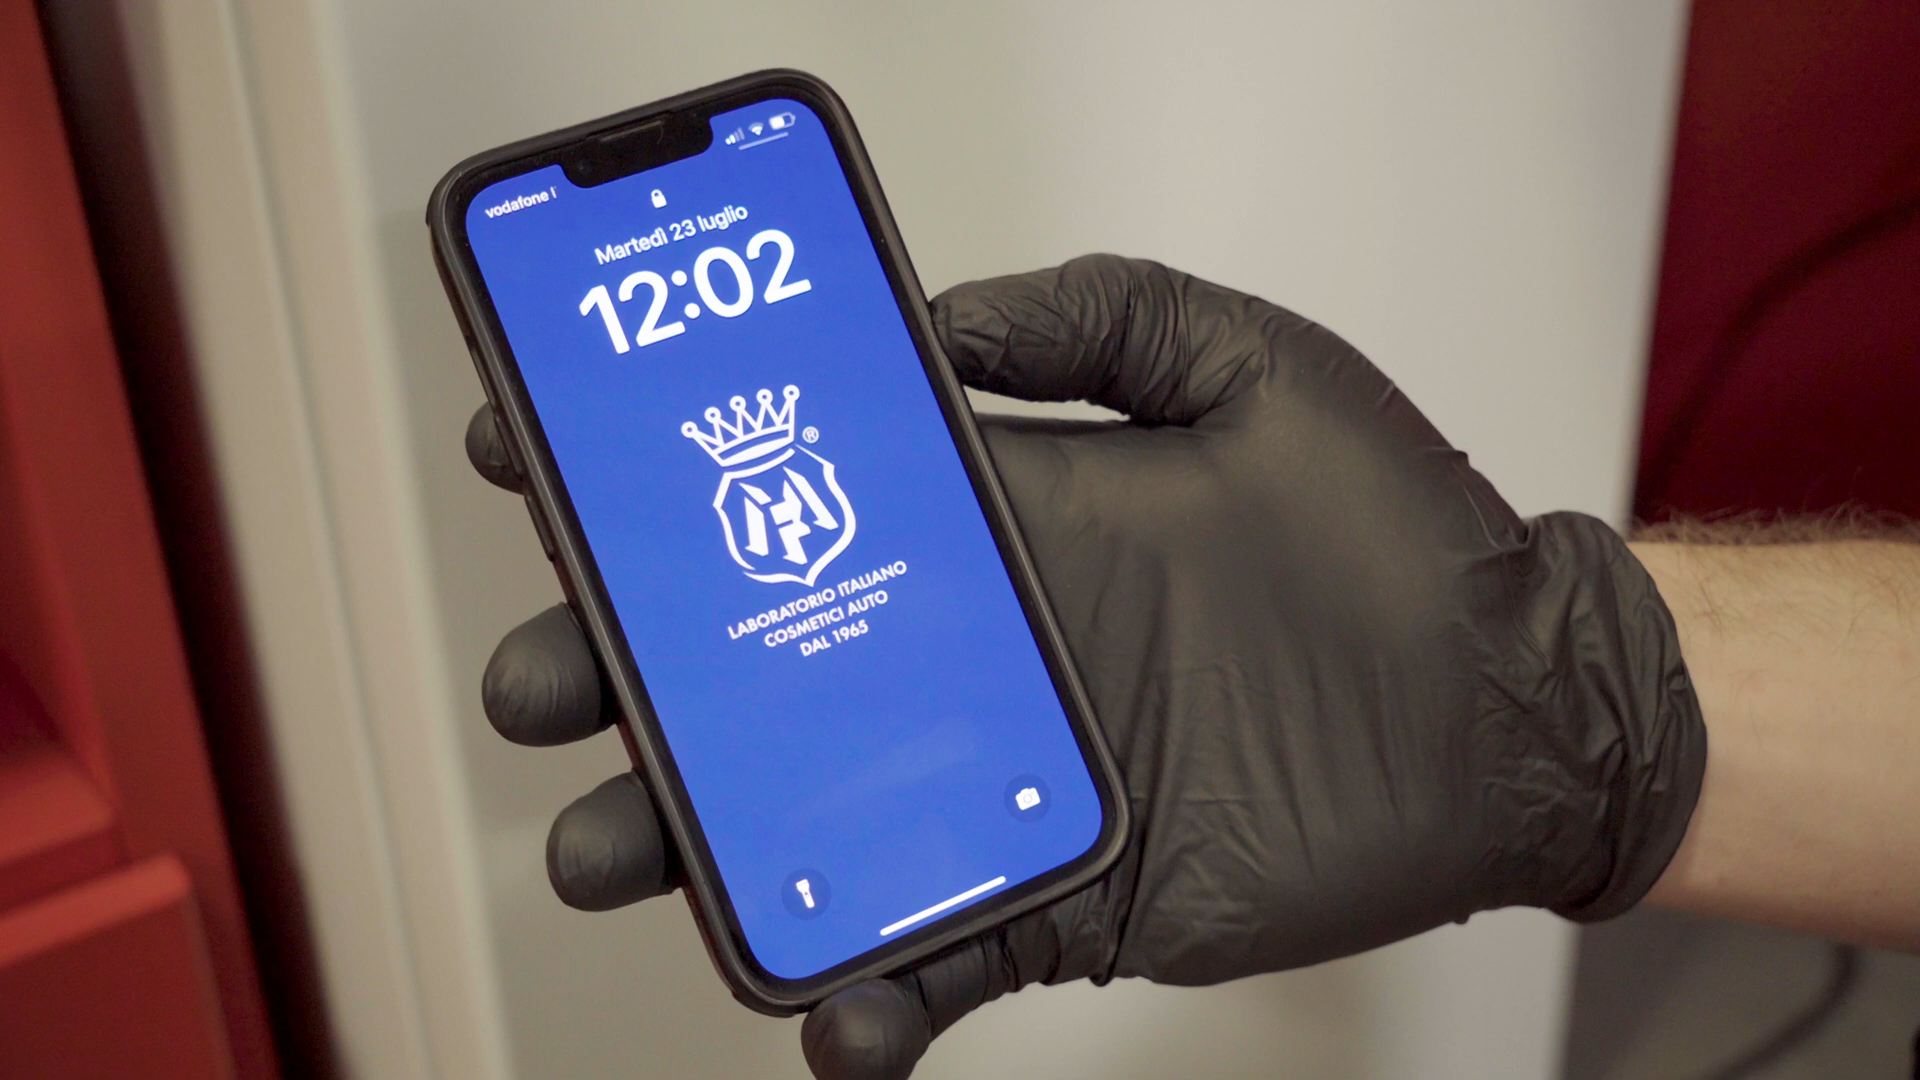 vodafone I
Martedì 23 luglio
12:02
®
LABORATORIO ITALIANO
COSMETICI AUTO
DAL 1965